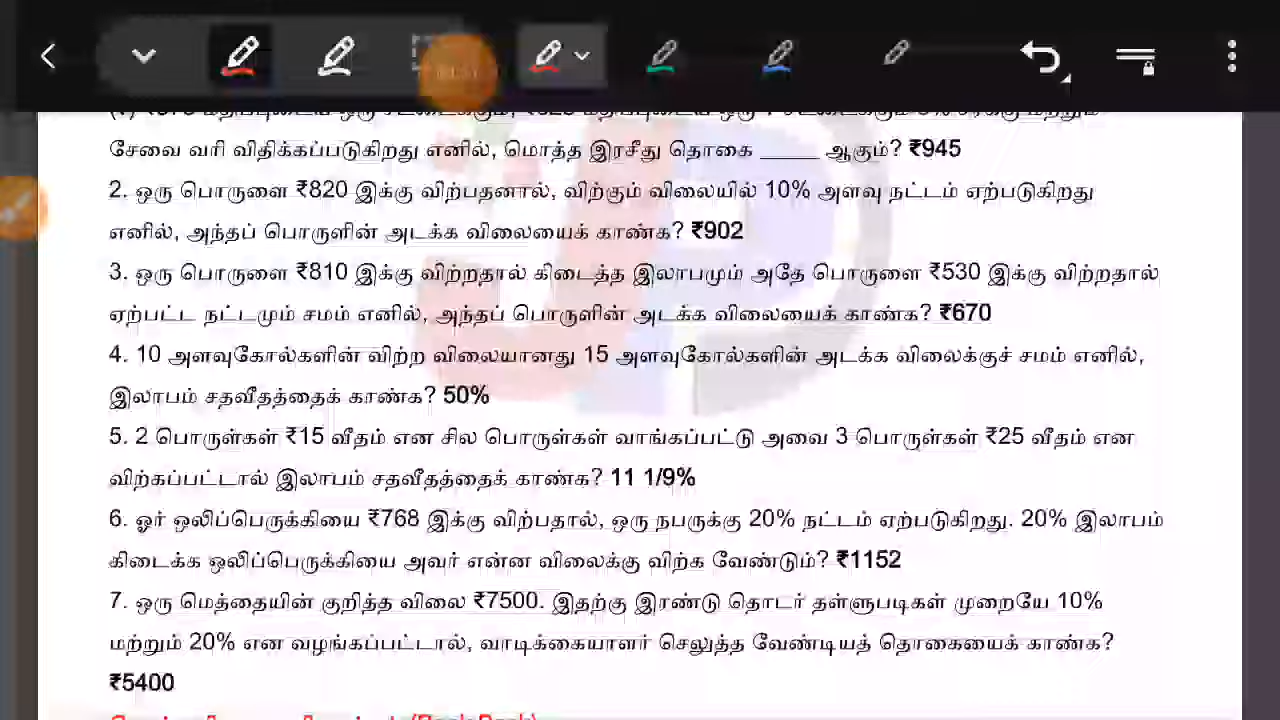 சேவை வரி விதிக்கப்படுகிறது எனில், மொத்த இரசீது தொகை _____ ஆகும்? ₹945
2. ஒரு பொருளை ₹820 இக்கு விற்பதனால், விற்கும் விலையில் 10% அளவு நட்டம் ஏற்படுகிறது
எனில், அந்தப் பொருளின் அடக்க விலையைக் காண்க? ₹902
3. ஒரு பொருளை ₹810 இக்கு விற்றதால் கிடைத்த இலாபமும் அதே பொருளை ₹530 இக்கு விற்றதால்
ஏற்பட்ட நட்டமும் சமம் எனில், அந்தப் பொருளின் அடக்க விலையைக் காண்க? ₹670
4. 10 அளவுகோல்களின் விற்ற விலையானது 15 அளவுகோல்களின் அடக்க விலைக்குச் சமம் எனில்,
இலாபம் சதவீதத்தைக் காண்க? 50%
5. 2 பொருள்கள் ₹15 வீதம் என சில பொருள்கள் வாங்கப்பட்டு அவை 3 பொருள்கள் ₹25 வீதம் என
விற்கப்பட்டால் இலாபம் சதவீதத்தைக் காண்க? 11 1/9%
6. ஓர் ஒலிப்பெருக்கியை ₹768 இக்கு விற்பதால், ஒரு நபருக்கு 20% நட்டம் ஏற்படுகிறது. 20% இலாபம்
கிடைக்க ஒலிப்பெருக்கியை அவர் என்ன விலைக்கு விற்க வேண்டும்? ₹1152
7. ஒரு மெத்தையின் குறித்த விலை ₹7500. இதற்கு இரண்டு தொடர் தள்ளுபடிகள் முறையே 10%
மற்றும் 20% என வழங்கப்பட்டால், வாடிக்கையாளர் செலுத்த வேண்டியத் தொகையைக் காண்க?
₹5400